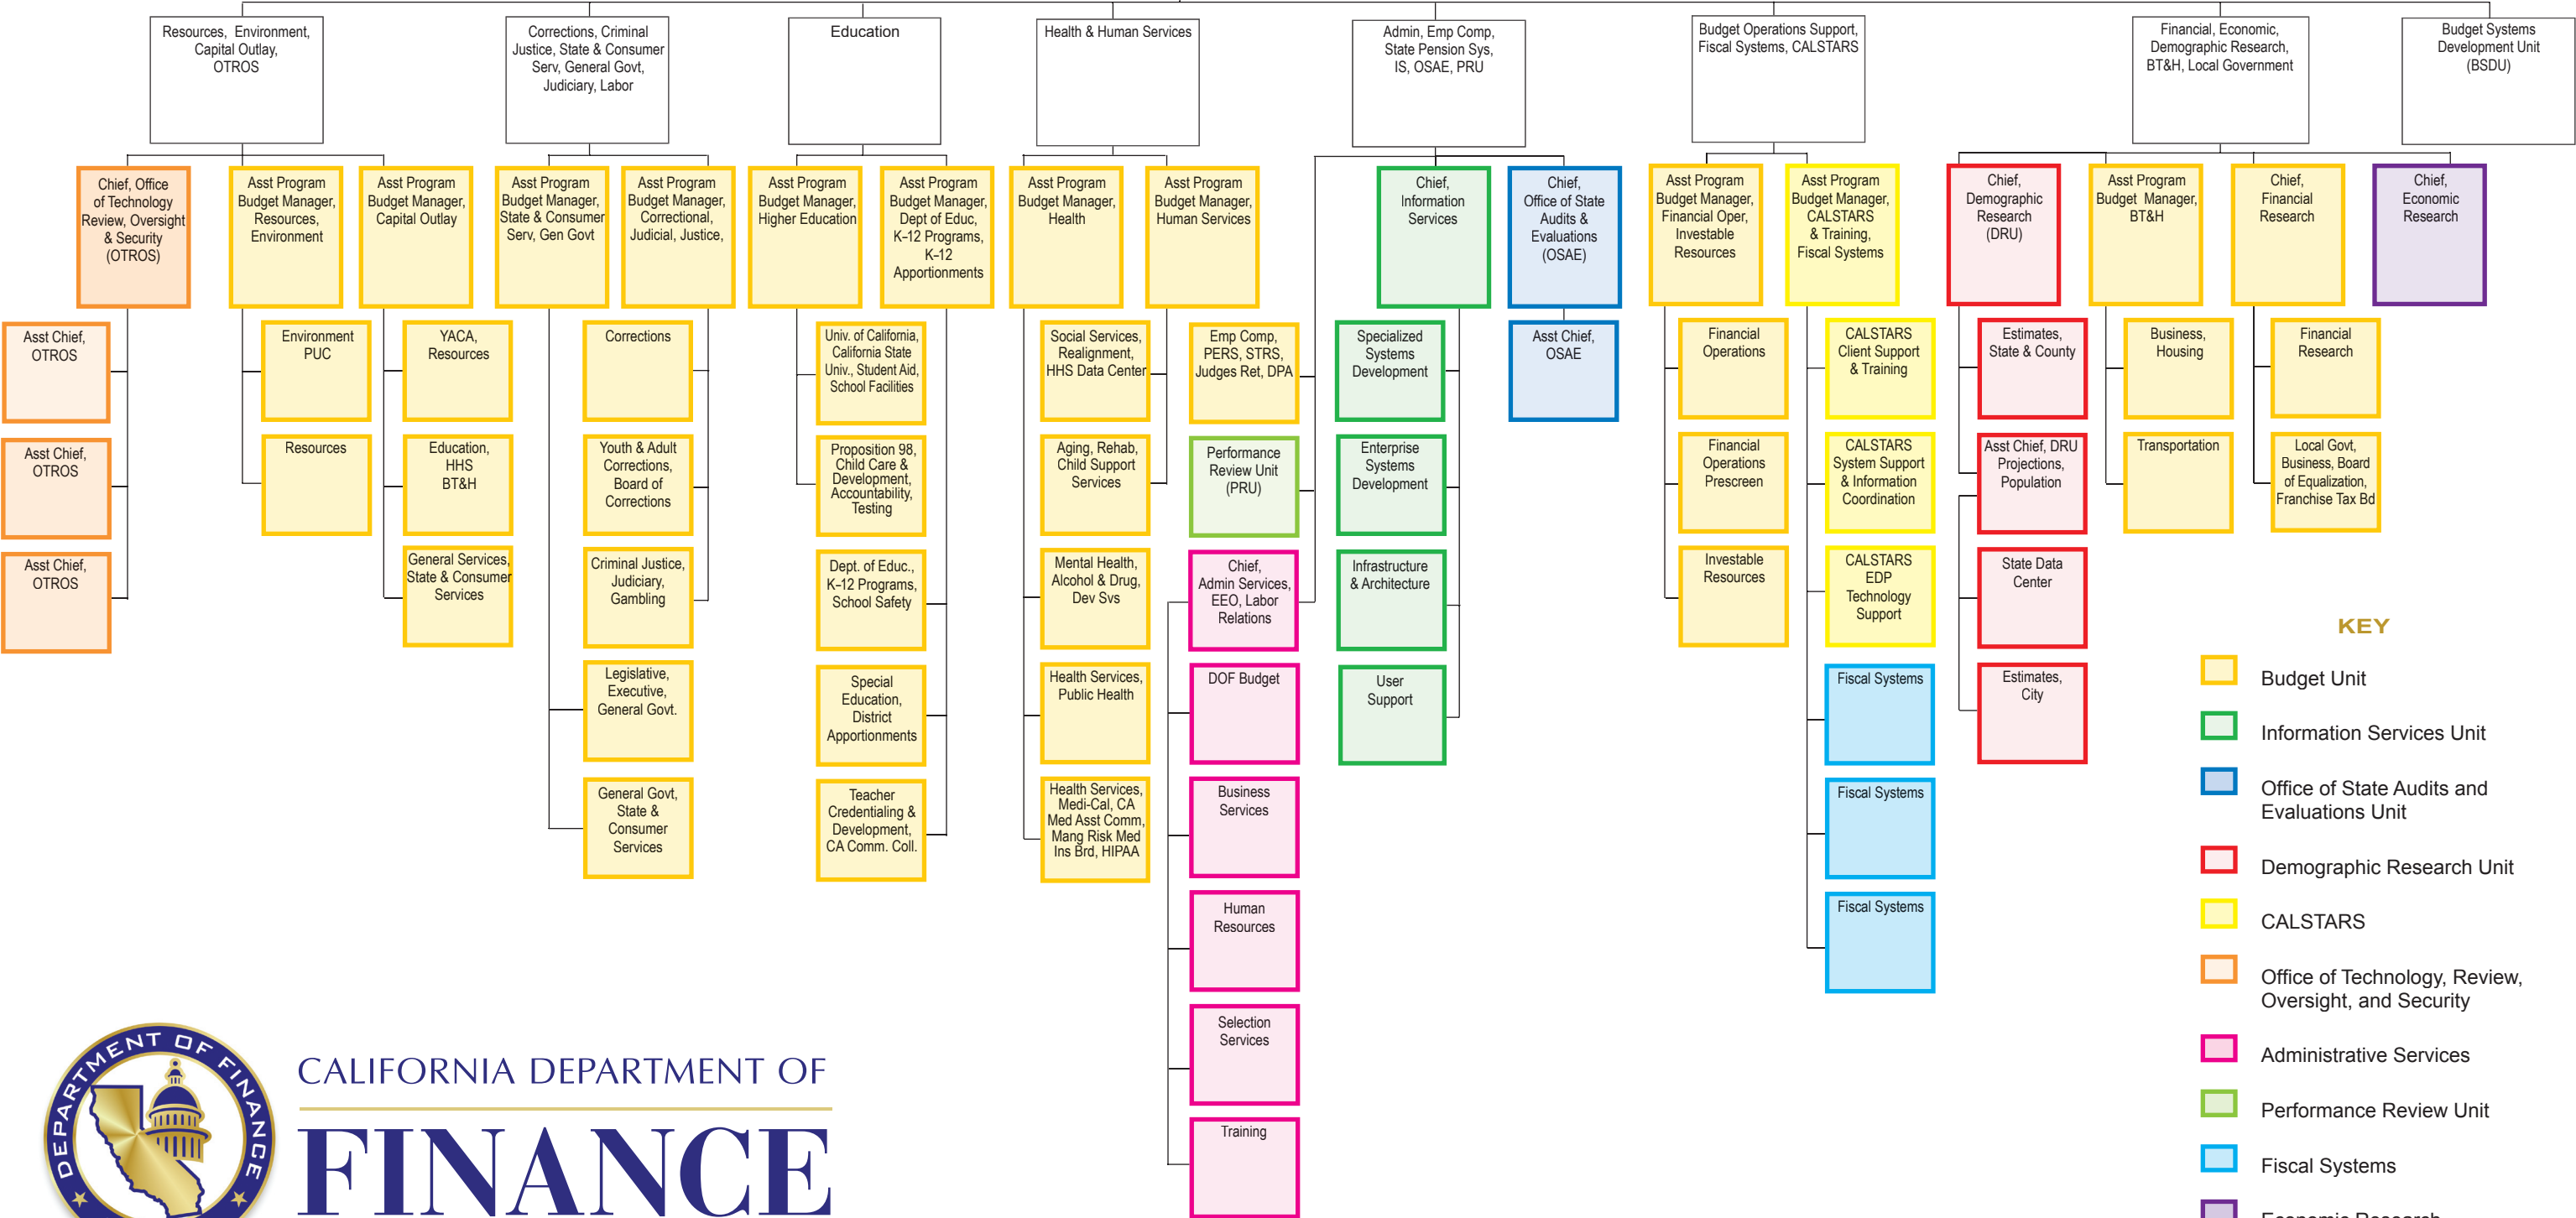 Resources, Environment,
Capital Outlay,
OTROS
Corrections, Criminal
Justice, State & Consumer
Serv, General Govt,
Judiciary, Labor
Education
Health & Human Services
Admin, Emp Comp,
State Pension Sys,
IS, OSAE, PRU
Budget Operations Support,
Fiscal Systems, CALSTARS
Financial, Economic,
Demographic Research,
BT&H, Local Government
Budget Systems
Development Unit
(BSDU)
Chief, Office
of Technology
Review, Oversight
& Security
(OTROS)
Asst Program
Budget Manager,
Resources,
Environment
Asst Program
Budget Manager,
Capital Outlay
Asst Program
Budget Manager,
State & Consumer
Serv, Gen Govt
Asst Program
Budget Manager,
Correctional,
Judicial, Justice,
Asst Program
Budget Manager,
Higher Education
Asst Program
Budget Manager,
Dept of Educ,
K–12 Programs,
K–12
Apportionments
Asst Program
Budget Manager,
Health
Asst Program
Budget Manager,
Human Services
Chief,
Information
Services
Chief,
Office of State
Audits &
Evaluations
(OSAE)
Asst Program
Budget Manager,
Financial Oper,
Investable
Resources
Asst Program
Budget Manager,
CALSTARS
& Training,
Fiscal Systems
Chief,
Demographic
Research
(DRU)
Asst Program
Budget Manager,
BT&H
Chief,
Financial
Research
Chief,
Economic
Research
Asst Chief,
OTROS
Environment
PUC
YACA,
Resources
Corrections
Univ. of California,
California State
Univ., Student Aid,
School Facilities
Social Services,
Realignment,
HHS Data Center
Emp Comp,
PERS, STRS,
Judges Ret, DPA
Specialized
Systems
Development
Asst Chief,
OSAE
Financial
Operations
CALSTARS
Client Support
& Training
Estimates,
State & County
Business,
Housing
Financial
Research
Asst Chief,
OTROS
Resources
Education,
HHS
BT&H
Youth & Adult
Corrections,
Board of
Corrections
Proposition 98,
Child Care &
Development,
Accountability,
Testing
Aging, Rehab,
Child Support
Services
Performance
Review Unit
(PRU)
Enterprise
Systems
Development
Financial
Operations
Prescreen
CALSTARS
System Support
& Information
Coordination
Asst Chief, DRU
Projections,
Population
Transportation
Local Govt,
Business, Board
of Equalization,
Franchise Tax Bd
Asst Chief,
OTROS
General Services,
State & Consumer
Services
Criminal Justice,
Judiciary,
Gambling
Dept. of Educ.,
K–12 Programs,
School Safety
Mental Health,
Alcohol & Drug,
Dev Svs
Chief,
Admin Services,
EEO, Labor
Relations
Infrastructure
& Architecture
Investable
Resources
CALSTARS
EDP
Technology
Support
State Data
Center
Legislative,
Executive,
General Govt.
Special
Education,
District
Apportionments
Health Services,
Public Health
DOF Budget
User
Support
Fiscal Systems
Estimates,
City
General Govt,
State &
Consumer
Services
Teacher
Credentialing &
Development,
CA Comm. Coll.
Health Services,
Medi-Cal, CA
Med Asst Comm,
Mang Risk Med
Ins Brd, HIPAA
Business
Services
Fiscal Systems
Human
Resources
Fiscal Systems
Selection
Services
Training
KEY
Budget Unit
Information Services Unit
Office of State Audits and
Evaluations Unit
Demographic Research Unit
CALSTARS
Office of Technology, Review,
Oversight, and Security
Administrative Services
Performance Review Unit
Fiscal Systems
Economic Research
DEPARTMENT OF FINANCE
CALIFORNIA DEPARTMENT OF
FINANCE